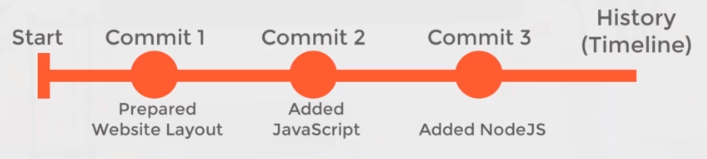 Start
Commit 1
Commit 2
Commit 3
History
(Timeline)
Prepared
Website Layout
Added
JavaScript
Added NodeJS